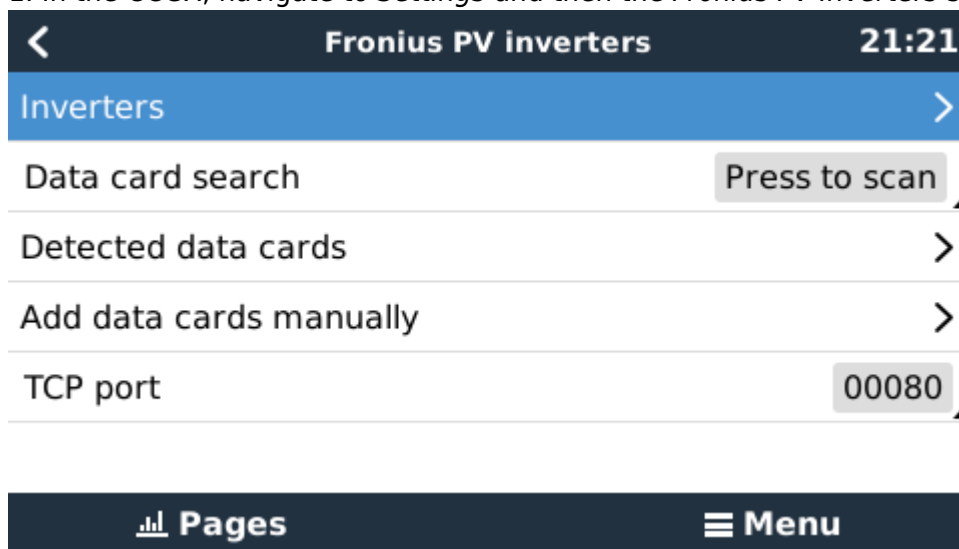 Fronius PV inverters 21:21
Inverters
Data card search Press to scan
Detected data cards
Add data cards manually
TCP port 00080
Pages Menu